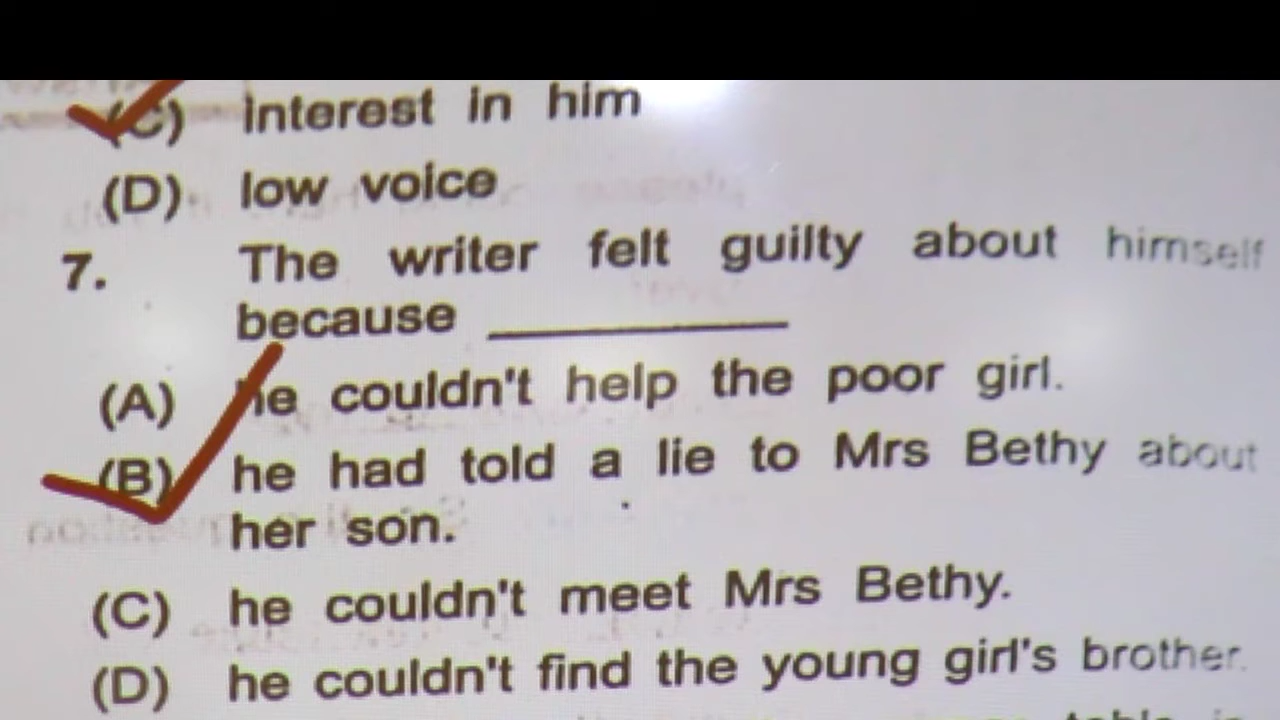 (C) interest in him
(D) low voice
7. The writer felt guilty about himself
because __________
(A) he couldn't help the poor girl.
(B) he had told a lie to Mrs Bethy about
her son.
(C) he couldn't meet Mrs Bethy.
(D) he couldn't find the young girl's brother.